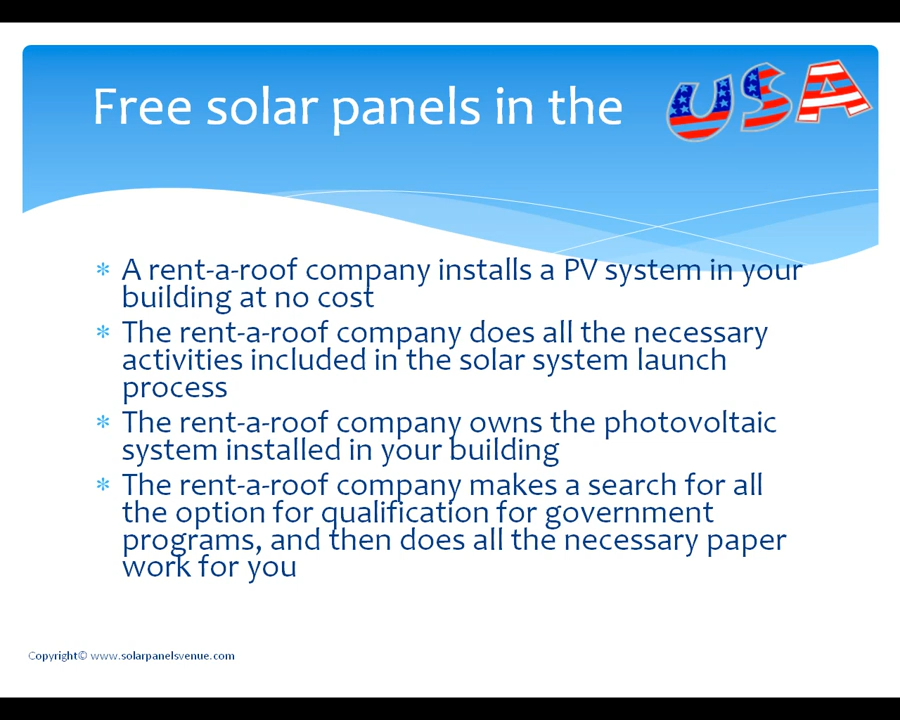 Free solar panels in the USA
* A rent-a-roof company installs a PV system in your
building at no cost
* The rent-a-roof company does all the necessary
activities included in the solar system launch
process
* The rent-a-roof company owns the photovoltaic
system installed in your building
* The rent-a-roof company makes a search for all
the option for qualification for government
programs, and then does all the necessary paper
work for you
Copyright© www.solarpanelsvenue.com